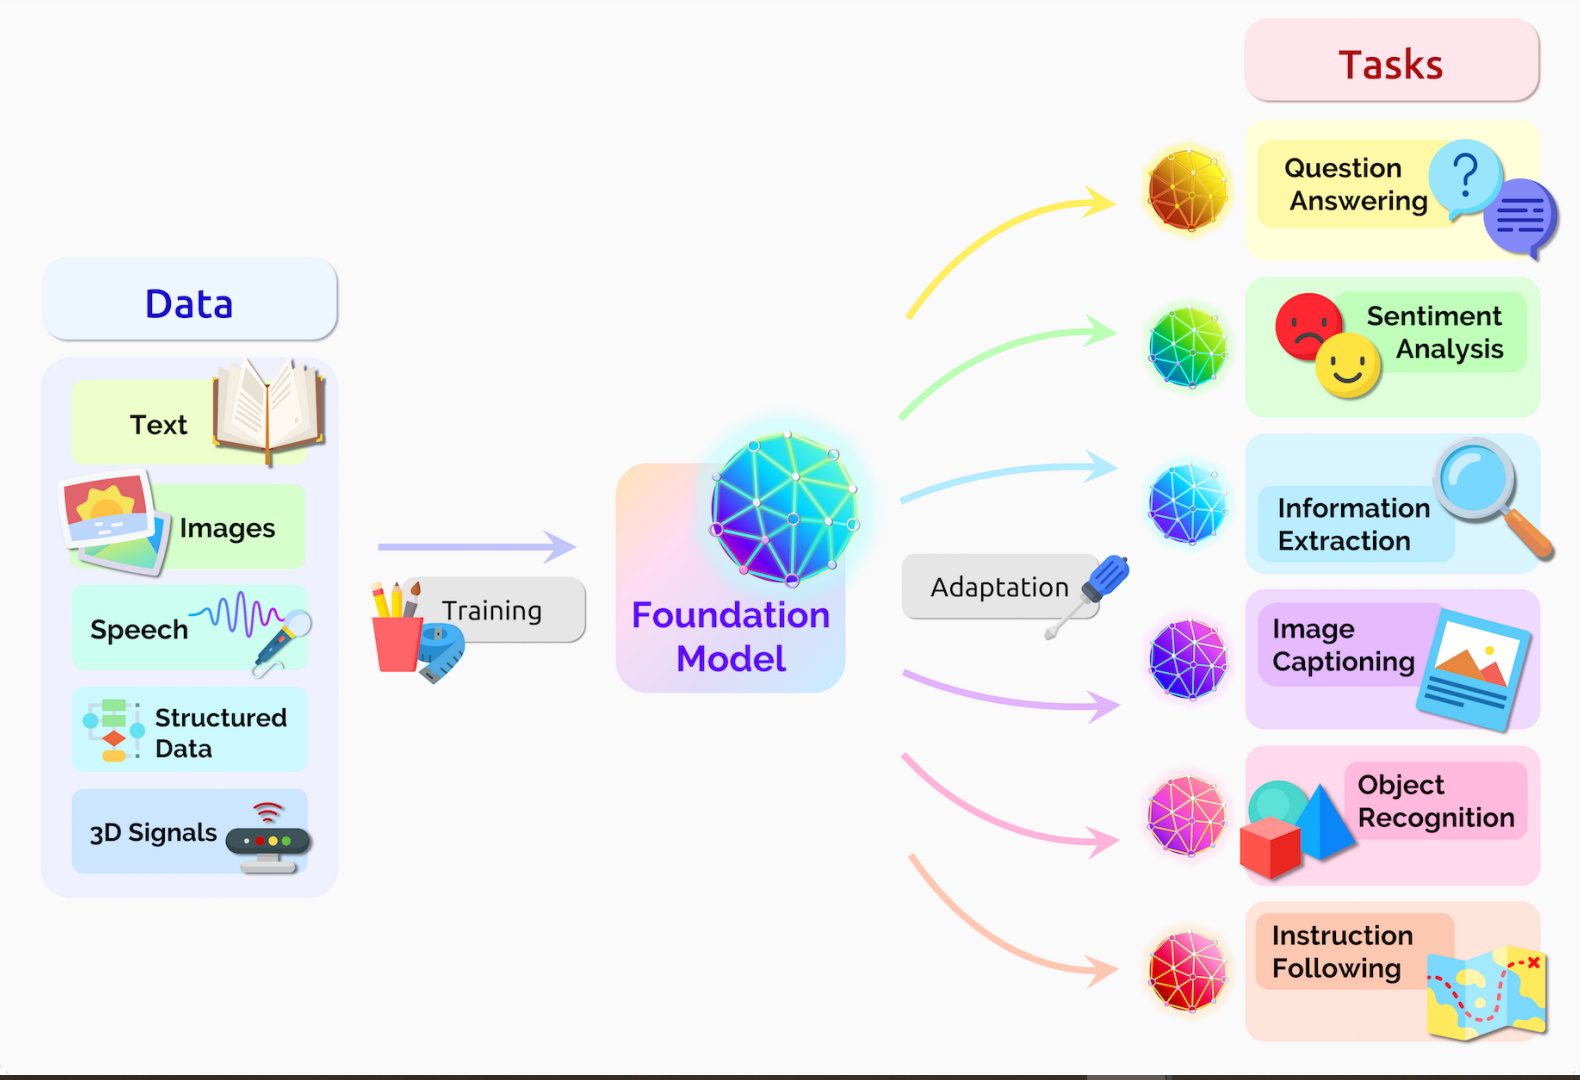 Data
Text
Images
Speech
Structured
Data
3D Signals
Training
Foundation
Model
Adaptation
Tasks
Question
Answering
?
Sentiment
Analysis
Information
Extraction
Image
Captioning
Object
Recognition
Instruction
Following